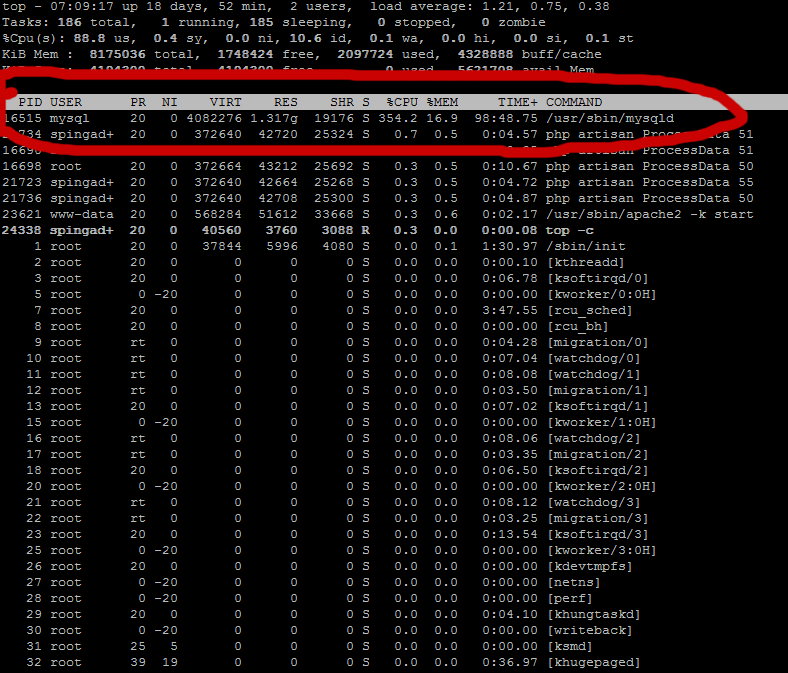 top - 07:09:17 up 18 days, 52 min,  2 users,  load average: 1.21, 0.75, 0.38
Tasks: 186 total,   1 running, 185 sleeping,   0 stopped,   0 zombie
%Cpu(s): 88.8 us,  0.4 sy,  0.0 ni, 10.6 id,  0.1 wa,  0.0 hi,  0.0 si,  0.1 st
KiB Mem :  8175036 total,  1748424 free,  2097724 used,  4328888 buff/cache
total, 0 used. 5621708 avail Mem
PID USER      PR  NI    VIRT    RES    SHR S  %CPU %MEM     TIME+ COMMAND
16515 mysql     20   0 4082276 1.317g  19176 S 354.2 16.9  98:48.75 /usr/sbin/mysqld
21734 spingad+  20   0  372640  42720  25324 S   0.7  0.5   0:04.57 php artisan ProcessData 51
php artisan ProcessData 51
16698 root      20   0  372664  43212  25692 S   0.3  0.5   0:10.67 php artisan ProcessData 50
21723 spingad+  20   0  372640  42664  25268 S   0.3  0.5   0:04.72 php artisan ProcessData 55
21736 spingad+  20   0  372640  42708  25300 S   0.3  0.5   0:04.87 php artisan ProcessData 50
23621 www-data  20   0  568284  51612  33668 S   0.3  0.6   0:02.17 /usr/sbin/apache2 -k start
24338 spingad+  20   0   40560   3760   3088 R   0.3  0.0   0:00.08 top -c
1 root      20   0   37844   5996   4080 S   0.0  0.1   1:30.97 /sbin/init
2 root      20   0       0      0      0 S   0.0  0.0   0:00.10 [kthreadd]
3 root      20   0       0      0      0 S   0.0  0.0   0:06.78 [ksoftirqd/0]
5 root       0 -20       0      0      0 S   0.0  0.0   0:00.00 [kworker/0:0H]
7 root      20   0       0      0      0 S   0.0  0.0   3:47.55 [rcu_sched]
8 root      20   0       0      0      0 S   0.0  0.0   0:00.00 [rcu_bh]
9 root      rt   0       0      0      0 S   0.0  0.0   0:04.28 [migration/0]
10 root      rt   0       0      0      0 S   0.0  0.0   0:07.04 [watchdog/0]
11 root      rt   0       0      0      0 S   0.0  0.0   0:08.08 [watchdog/1]
12 root      rt   0       0      0      0 S   0.0  0.0   0:03.50 [migration/1]
13 root      20   0       0      0      0 S   0.0  0.0   0:07.02 [ksoftirqd/1]
15 root       0 -20       0      0      0 S   0.0  0.0   0:00.00 [kworker/1:0H]
16 root      rt   0       0      0      0 S   0.0  0.0   0:08.06 [watchdog/2]
17 root      rt   0       0      0      0 S   0.0  0.0   0:03.35 [migration/2]
18 root      20   0       0      0      0 S   0.0  0.0   0:06.50 [ksoftirqd/2]
20 root       0 -20       0      0      0 S   0.0  0.0   0:00.00 [kworker/2:0H]
21 root      rt   0       0      0      0 S   0.0  0.0   0:08.12 [watchdog/3]
22 root      rt   0       0      0      0 S   0.0  0.0   0:03.25 [migration/3]
23 root      20   0       0      0      0 S   0.0  0.0   0:13.54 [ksoftirqd/3]
25 root       0 -20       0      0      0 S   0.0  0.0   0:00.00 [kworker/3:0H]
26 root      20   0       0      0      0 S   0.0  0.0   0:00.00 [kdevtmpfs]
27 root       0 -20       0      0      0 S   0.0  0.0   0:00.00 [netns]
28 root       0 -20       0      0      0 S   0.0  0.0   0:00.00 [perf]
29 root      20   0       0      0      0 S   0.0  0.0   0:04.10 [khungtaskd]
30 root       0 -20       0      0      0 S   0.0  0.0   0:00.00 [writeback]
31 root      25   5       0      0      0 S   0.0  0.0   0:00.00 [ksmd]
32 root      39  19       0      0      0 S   0.0  0.0   0:36.97 [khugepaged]